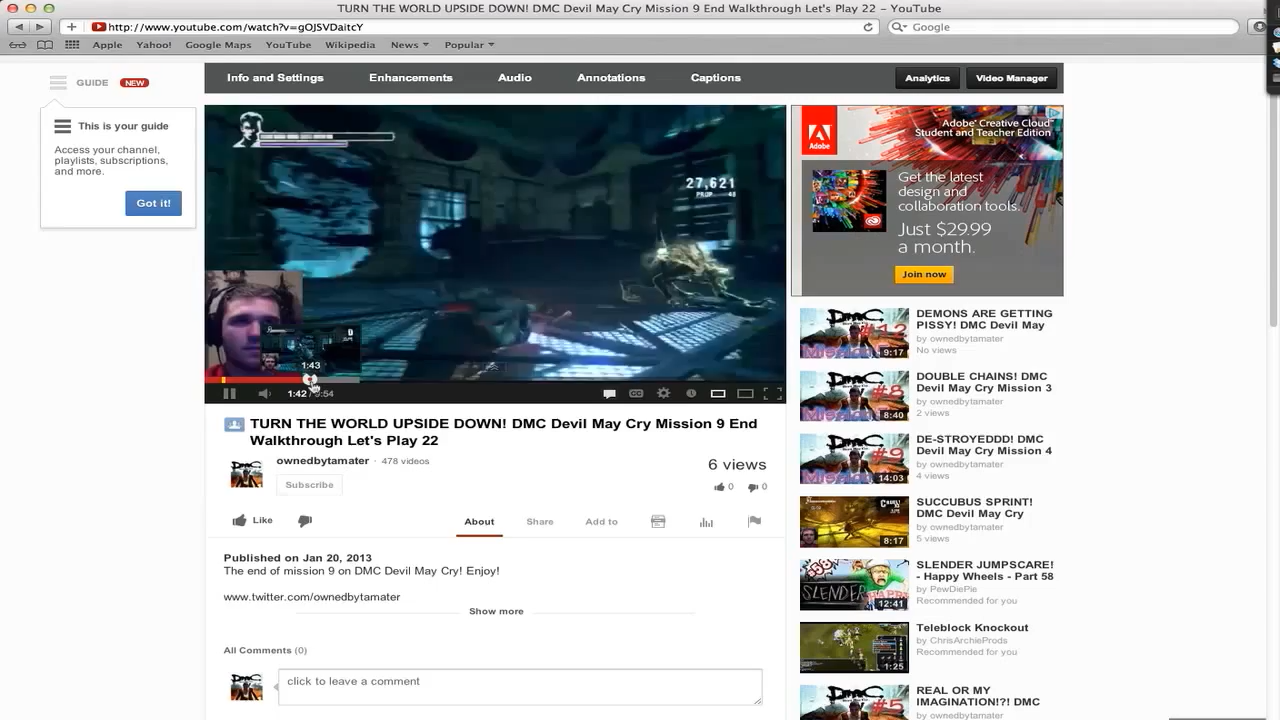 TURN THE WORLD UPSIDE DOWN! DMC Devil May Cry Mission 9 End Walkthrough Let's Play 22 – YouTube
http://www.youtube.com/watch?v=gOJSVDaitcY
Google
Apple Yahoo! Google Maps YouTube Wikipedia News Popular
GUIDE NEW
Info and Settings Enhancements Audio Annotations Captions Analytics Video Manager
This is your guide
Access your channel,
playlists, subscriptions,
and more.
Got it!
27,621
1:43
1:42
Adobe
Adobe® Creative Cloud™
Student and Teacher Edition
Get the latest
design and
collaboration tools.
Just $29.99
a month.
Join now
TURN THE WORLD UPSIDE DOWN! DMC Devil May Cry Mission 9 End
Walkthrough Let's Play 22
ownedbytamater · 478 videos
Subscribe
6 views
0 0
Like
About Share Add to
Published on Jan 20, 2013
The end of mission 9 on DMC Devil May Cry! Enjoy!
www.twitter.com/ownedbytamater
Show more
All Comments (0)
click to leave a comment
DMC
#12
9:17
DEMONS ARE GETTING
PISSY! DMC Devil May
by ownedbytamater
No views
DMC
#8
8:40
DOUBLE CHAINS! DMC
Devil May Cry Mission 3
by ownedbytamater
2 views
DMC
#9
14:03
DE-STROYEDDD! DMC
Devil May Cry Mission 4
by ownedbytamater
4 views
8:17
SUCCUBUS SPRINT!
DMC Devil May Cry
by ownedbytamater
5 views
SLENDER
12:41
SLENDER JUMPSCARE!
- Happy Wheels - Part 58
by PewDiePie
Recommended for you
1:25
Teleblock Knockout
by ChrisArchieProds
Recommended for you
DMC
#5
REAL OR MY
IMAGINATION!?! DMC
by ownedbytamater